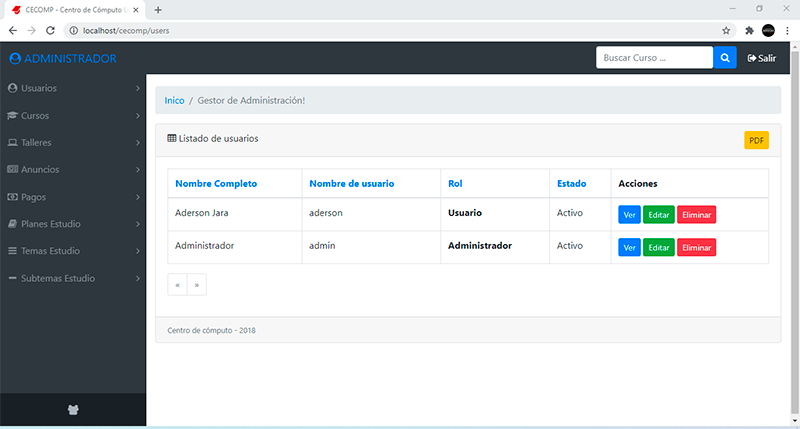 CECOMP - Centro de Cómputo U
localhost/cecomp/users
ADMINISTRADOR
Buscar Curso ...
Salir
Usuarios
Cursos
Talleres
Anuncios
Pagos
Planes Estudio
Temas Estudio
Subtemas Estudio
Inico / Gestor de Administración!
Listado de usuarios
PDF
Nombre Completo Nombre de usuario Rol Estado Acciones
Aderson Jara aderson Usuario Activo Ver Editar Eliminar
Administrador admin Administrador Activo Ver Editar Eliminar
« »
Centro de cómputo - 2018